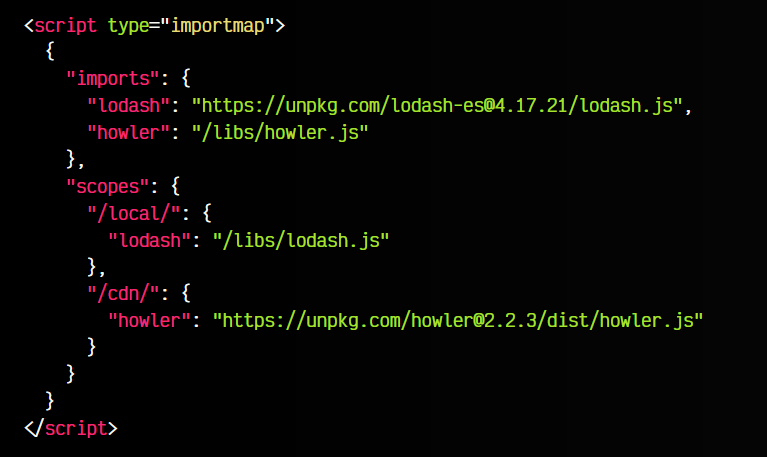 <script type="importmap">
  {
    "imports": {
      "lodash": "https://unpkg.com/lodash-es@4.17.21/lodash.js",
      "howler": "/libs/howler.js"
    },
    "scopes": {
      "/local/": {
        "lodash": "/libs/lodash.js"
      },
      "/cdn/": {
        "howler": "https://unpkg.com/howler@2.2.3/dist/howler.js"
      }
    }
  }
</script>